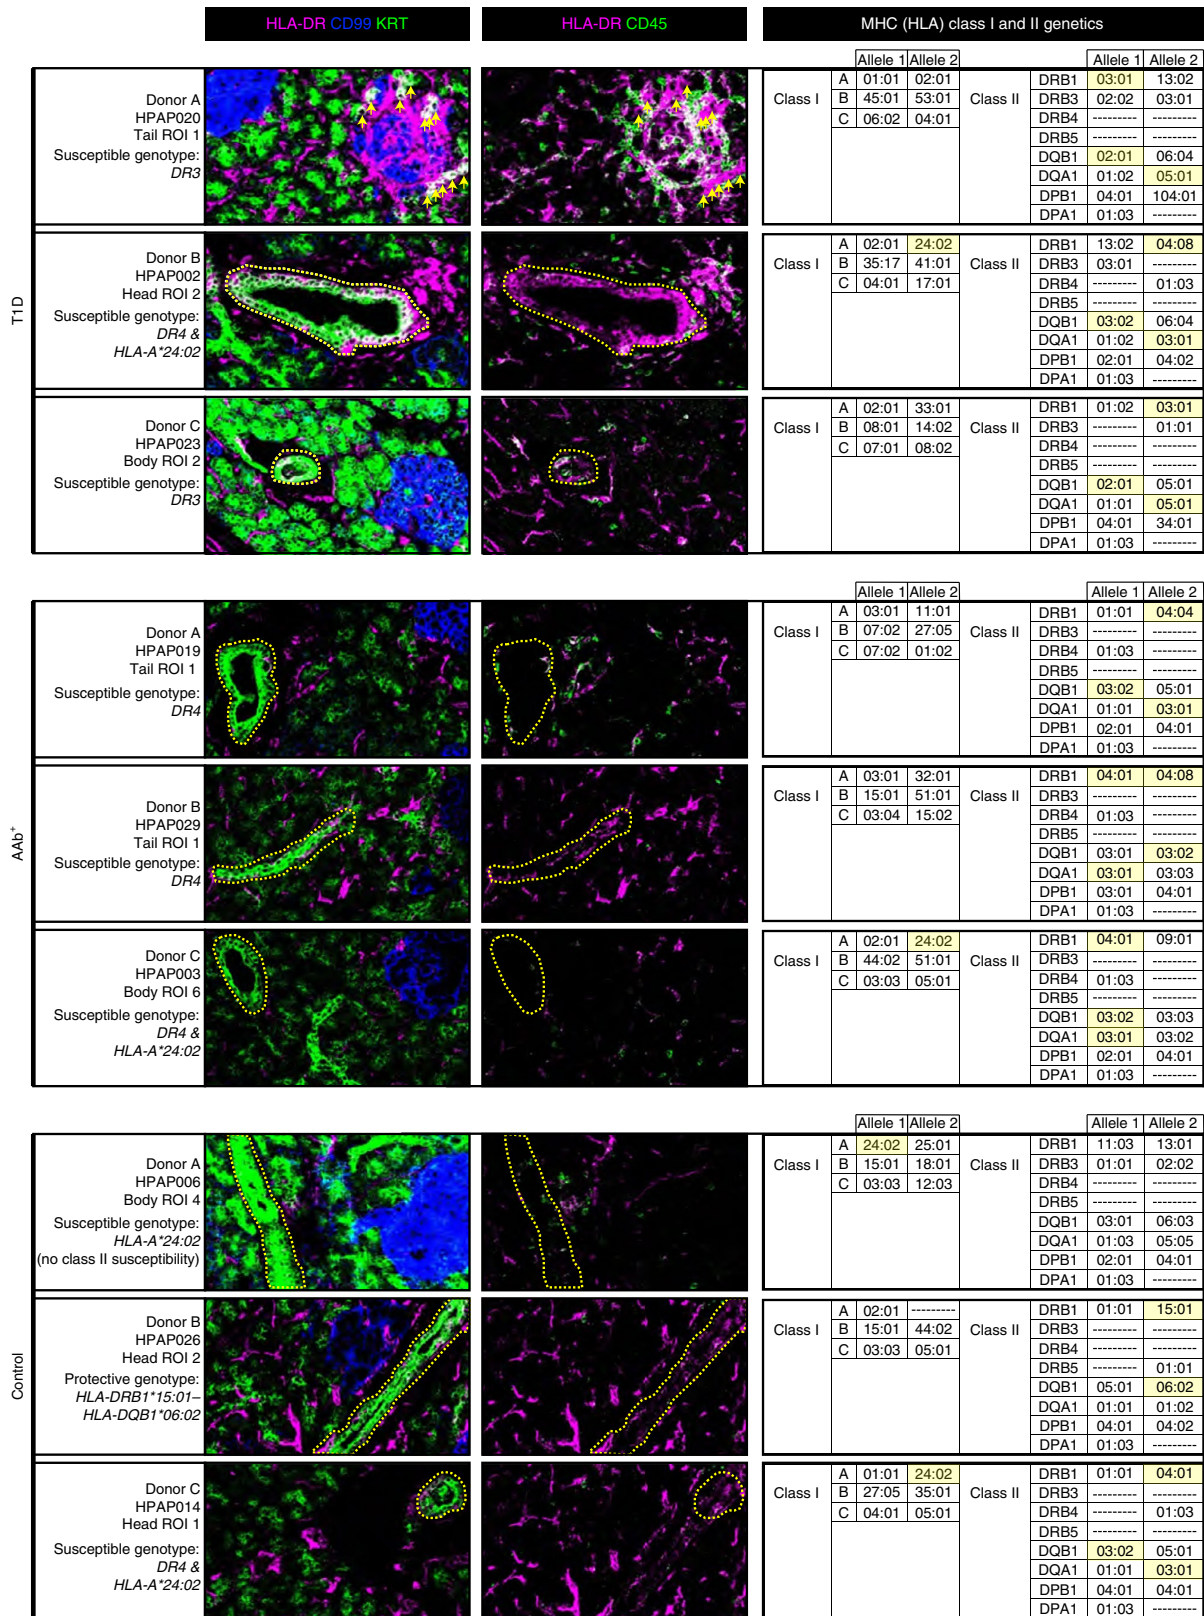 HLA-DR CD99 KRT
HLA-DR CD45
MHC (HLA) class I and II genetics
T1D
Allele 1 Allele 2 Allele 1 Allele 2
Donor A
HPAP020
Tail ROI 1
Susceptible genotype:
DR3
Class I
A 01:01 02:01
B 45:01 53:01
C 06:02 04:01
Class II
DRB1 03:01 13:02
DRB3 02:02 03:01
DRB4 --------- ---------
DRB5 --------- ---------
DQB1 02:01 06:04
DQA1 01:02 05:01
DPB1 04:01 104:01
DPA1 01:03 ---------
Donor B
HPAP002
Head ROI 2
Susceptible genotype:
DR4 &
HLA-A*24:02
Class I
A 02:01 24:02
B 35:17 41:01
C 04:01 17:01
Class II
DRB1 13:02 04:08
DRB3 03:01 ---------
DRB4 --------- 01:03
DRB5 --------- ---------
DQB1 03:02 06:04
DQA1 01:02 03:01
DPB1 02:01 04:02
DPA1 01:03 ---------
Donor C
HPAP023
Body ROI 2
Susceptible genotype:
DR3
Class I
A 02:01 33:01
B 08:01 14:02
C 07:01 08:02
Class II
DRB1 01:02 03:01
DRB3 --------- 01:01
DRB4 --------- ---------
DRB5 --------- ---------
DQB1 02:01 05:01
DQA1 01:01 05:01
DPB1 04:01 34:01
DPA1 01:03 ---------
AAb+
Allele 1 Allele 2 Allele 1 Allele 2
Donor A
HPAP019
Tail ROI 1
Susceptible genotype:
DR4
Class I
A 03:01 11:01
B 07:02 27:05
C 07:02 01:02
Class II
DRB1 01:01 04:04
DRB3 --------- ---------
DRB4 01:03 ---------
DRB5 --------- ---------
DQB1 03:02 05:01
DQA1 01:01 03:01
DPB1 02:01 04:01
DPA1 01:03 ---------
Donor B
HPAP029
Tail ROI 1
Susceptible genotype:
DR4
Class I
A 03:01 32:01
B 15:01 51:01
C 03:04 15:02
Class II
DRB1 04:01 04:08
DRB3 --------- ---------
DRB4 01:03 ---------
DRB5 --------- ---------
DQB1 03:01 03:02
DQA1 03:01 03:03
DPB1 03:01 04:01
DPA1 01:03 ---------
Donor C
HPAP003
Body ROI 6
Susceptible genotype:
DR4 &
HLA-A*24:02
Class I
A 02:01 24:02
B 44:02 51:01
C 03:03 05:01
Class II
DRB1 04:01 09:01
DRB3 --------- ---------
DRB4 01:03 ---------
DRB5 --------- ---------
DQB1 03:02 03:03
DQA1 03:01 03:02
DPB1 02:01 04:01
DPA1 01:03 ---------
Control
Allele 1 Allele 2 Allele 1 Allele 2
Donor A
HPAP006
Body ROI 4
Susceptible genotype:
HLA-A*24:02
(no class II susceptibility)
Class I
A 24:02 25:01
B 15:01 18:01
C 03:03 12:03
Class II
DRB1 11:03 13:01
DRB3 01:01 02:02
DRB4 --------- ---------
DRB5 --------- ---------
DQB1 03:01 06:03
DQA1 01:03 05:05
DPB1 02:01 04:01
DPA1 01:03 ---------
Donor B
HPAP026
Head ROI 2
Protective genotype:
HLA-DRB1*15:01–
HLA-DQB1*06:02
Class I
A 02:01 ---------
B 15:01 44:02
C 03:03 05:01
Class II
DRB1 01:01 15:01
DRB3 --------- ---------
DRB4 --------- ---------
DRB5 --------- 01:01
DQB1 05:01 06:02
DQA1 01:01 01:02
DPB1 04:01 04:02
DPA1 01:03 ---------
Donor C
HPAP014
Head ROI 1
Susceptible genotype:
DR4 &
HLA-A*24:02
Class I
A 01:01 24:02
B 27:05 35:01
C 04:01 05:01
Class II
DRB1 01:01 04:01
DRB3 --------- ---------
DRB4 --------- 01:03
DRB5 --------- ---------
DQB1 03:02 05:01
DQA1 01:01 03:01
DPB1 04:01 04:01
DPA1 01:03 ---------